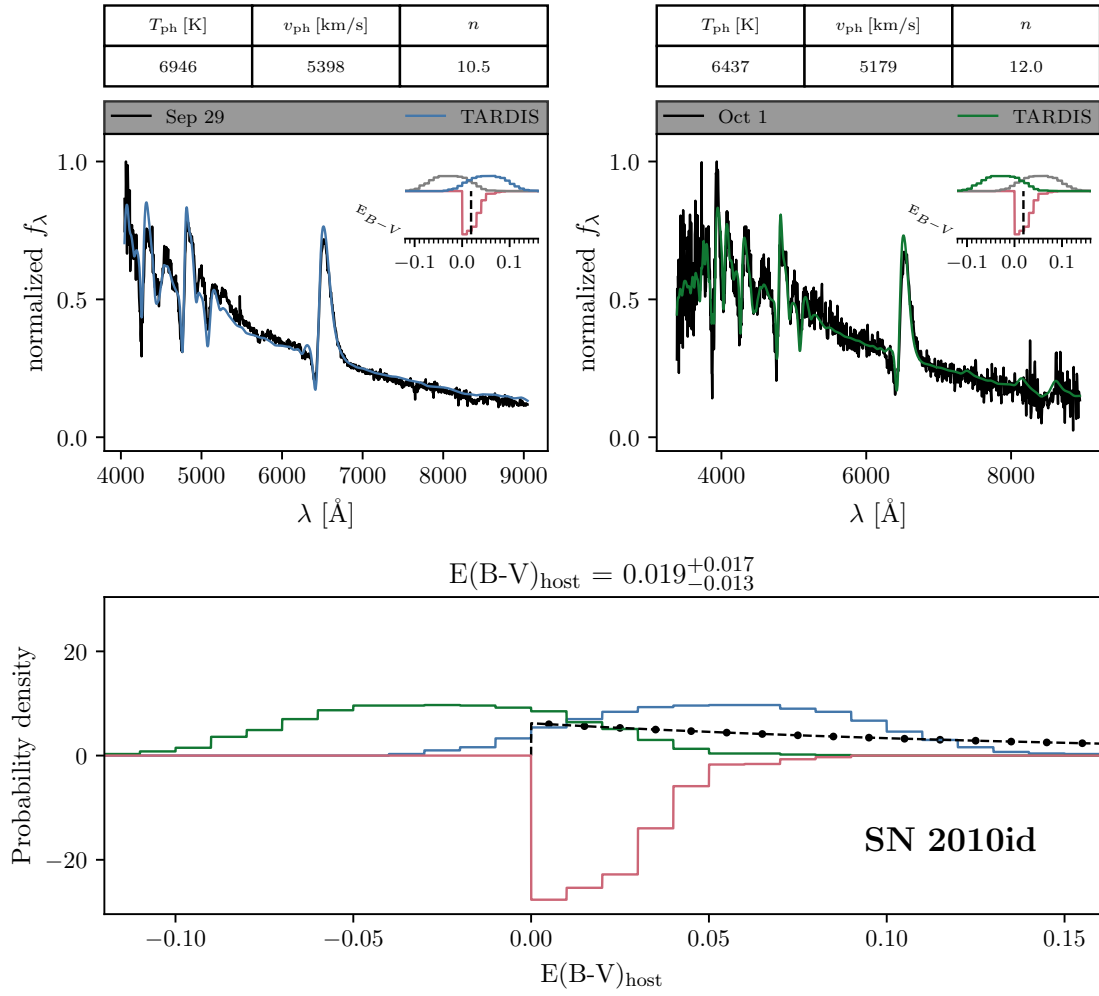 T_ph [K] v_ph [km/s] n
6946 5398 10.5
Sep 29 TARDIS
normalized f_λ
1.0
0.5
0.0
E_B−V
−0.1 0.0 0.1
4000 5000 6000 7000 8000 9000
λ [Å]
T_ph [K] v_ph [km/s] n
6437 5179 12.0
Oct 1 TARDIS
normalized f_λ
1.0
0.5
0.0
E_B−V
−0.1 0.0 0.1
4000 6000 8000
λ [Å]
E(B-V)_host = 0.019^{+0.017}_{−0.013}
Probability density
20
0
−20
SN 2010id
−0.10 −0.05 0.00 0.05 0.10 0.15
E(B-V)_host